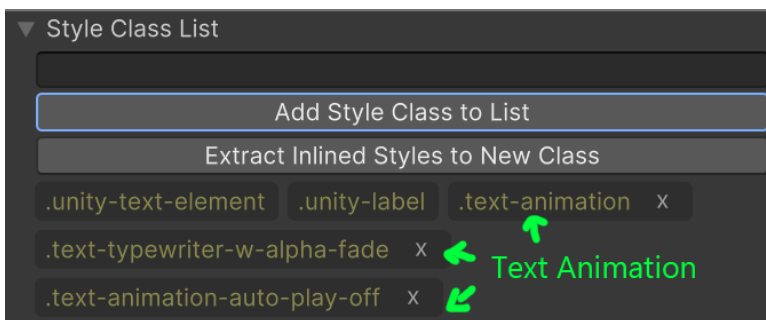 Style Class List
Add Style Class to List
Extract Inlined Styles to New Class
.unity-text-element .unity-label .text-animation x
.text-typewriter-w-alpha-fade x
Text Animation
.text-animation-auto-play-off x